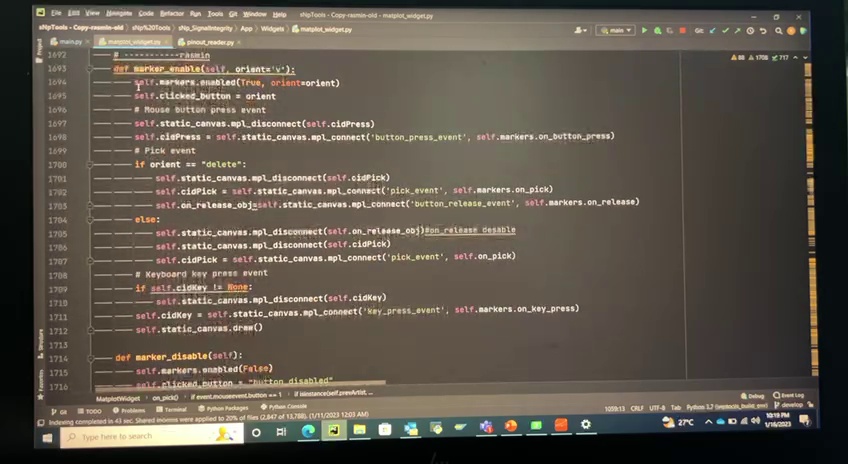 File Edit View Navigate Code Refactor Run Tools Git Window Help
sNpTools - Copy-rasmin-old - matplot_widget.py
sNpTools - Copy-rasmin-old sNp%20Tools sNp_SignalIntegrity App Widgets matplot_widget.py
main
Git:
main.py matplot_widget.py pinout_reader.py
Project
88 1708 717
1692 # -----------rasmin
1693 def marker_enable(self, orient='v'):
1694 self.markers.enabled(True, orient=orient)
1695 self.clicked_button = orient
1696 # Mouse button press event
1697 self.static_canvas.mpl_disconnect(self.cidPress)
1698 self.cidPress = self.static_canvas.mpl_connect('button_press_event', self.markers.on_button_press)
1699 # Pick event
1700 if orient == "delete":
1701 self.static_canvas.mpl_disconnect(self.cidPick)
1702 self.cidPick = self.static_canvas.mpl_connect('pick_event', self.markers.on_pick)
1703 self.on_release_obj=self.static_canvas.mpl_connect('button_release_event', self.markers.on_release)
1704 else:
1705 self.static_canvas.mpl_disconnect(self.on_release_obj)#on_release desable
1706 self.static_canvas.mpl_disconnect(self.cidPick)
1707 self.cidPick = self.static_canvas.mpl_connect('pick_event', self.on_pick)
1708 # Keyboard key press event
1709 if self.cidKey != None:
1710 self.static_canvas.mpl_disconnect(self.cidKey)
1711 self.cidKey = self.static_canvas.mpl_connect('key_press_event', self.markers.on_key_press)
1712 self.static_canvas.draw()
1713
1714 def marker_disable(self):
1715 self.markers.enabled(False)
1716 self.clicked_button = "button_disabled"
Structure
Favorites
MatplotWidget on_pick() if event.mouseevent.button == 1 if isinstance(self.prevArtist, ...
Git TODO Problems Terminal Python Packages Python Console Debug Event Log
Indexing completed in 43 sec. Shared indexes were applied to 20% of files (2,847 of 13,788). (1/11/2023 12:03 AM) 1059:13 CRLF UTF-8 Tab Python 3.7 develop
Type here to search
27°C
10:19 PM
1/16/2023